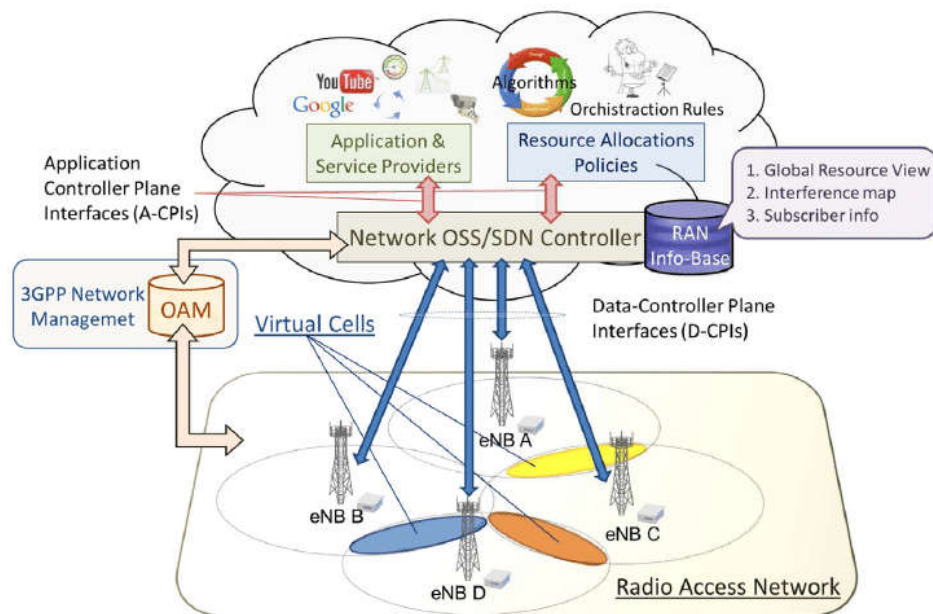 YouTube
Google
Algorithms
Orchistraction Rules
Application &
Service Providers
Resource Allocations
Policies
Application
Controller Plane
Interfaces (A-CPIs)
1. Global Resource View
2. Interference map
3. Subscriber info
Network OSS/SDN Controller
RAN
Info-Base
3GPP Network
Managemet
OAM
Data-Controller Plane
Interfaces (D-CPIs)
Virtual Cells
eNB A
eNB B
eNB C
eNB D
Radio Access Network